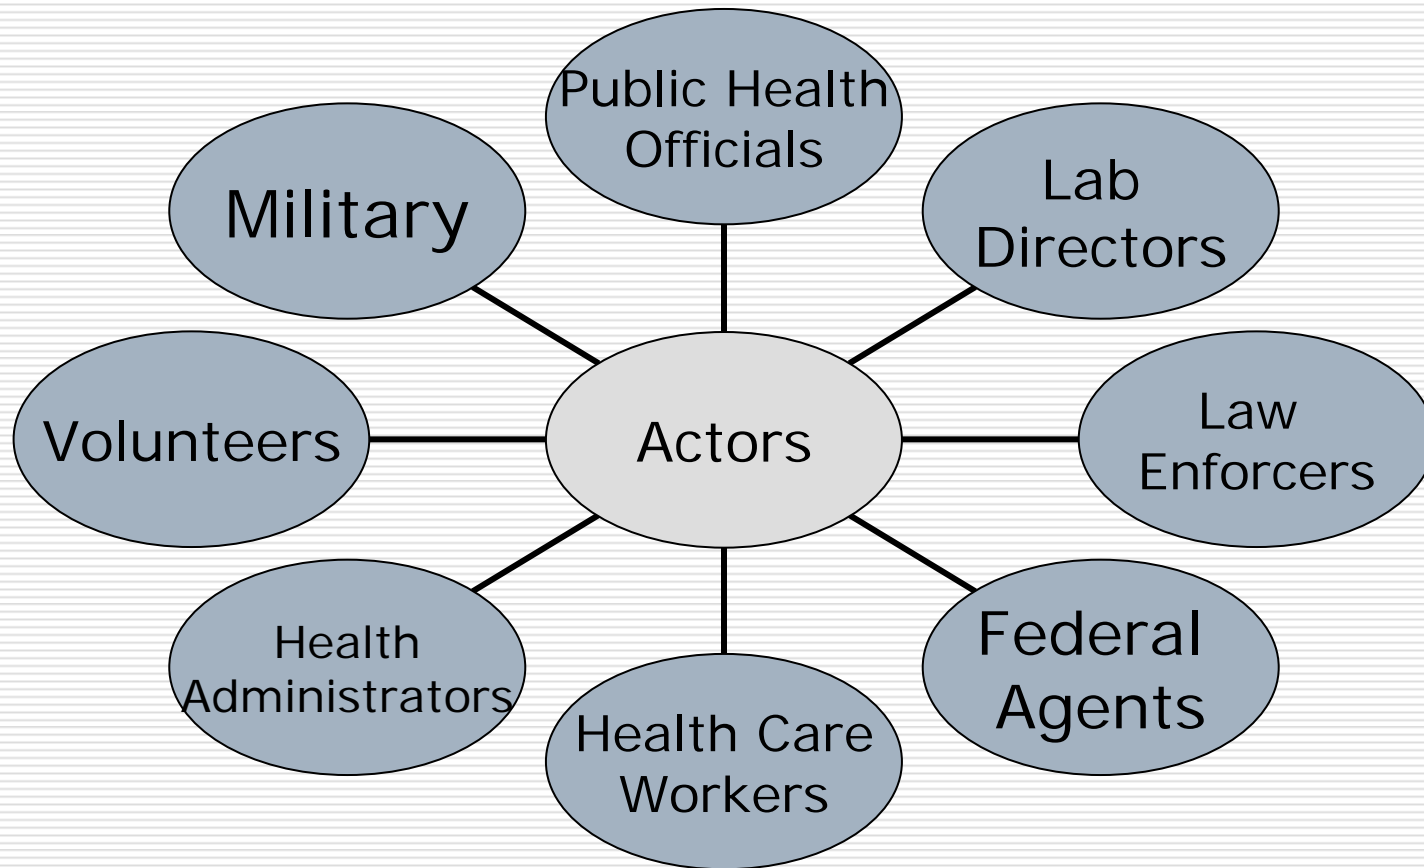 Public Health
Officials
Military
Lab
Directors
Volunteers
Actors
Law
Enforcers
Health
Administrators
Federal
Agents
Health Care
Workers